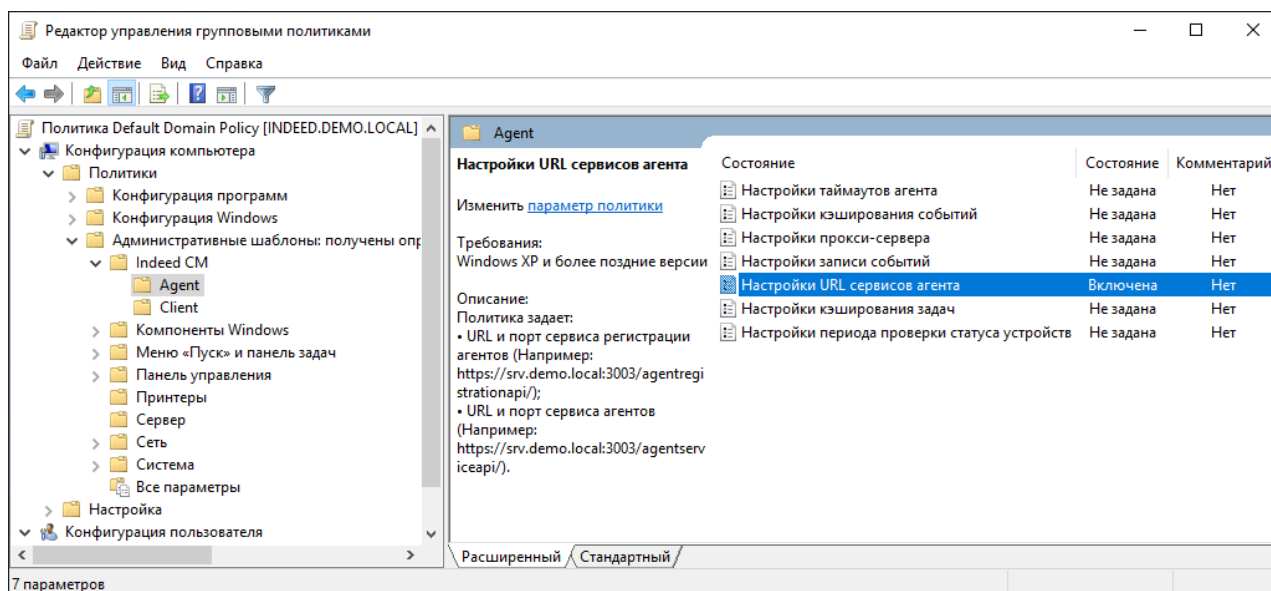 Редактор управления групповыми политиками
Файл Действие Вид Справка
Политика Default Domain Policy [INDEED.DEMO.LOCAL]
Конфигурация компьютера
Политики
Конфигурация программ
Конфигурация Windows
Административные шаблоны: получены опр
Indeed CM
Agent
Client
Компоненты Windows
Меню «Пуск» и панель задач
Панель управления
Принтеры
Сервер
Сеть
Система
Все параметры
Настройка
Конфигурация пользователя
Agent
Настройки URL сервисов агента
Изменить параметр политики
Требования:
Windows XP и более поздние версии
Описание:
Политика задает:
• URL и порт сервиса регистрации
агентов (Например:
https://srv.demo.local:3003/agentregi
strationapi/);
• URL и порт сервиса агентов
(Например:
https://srv.demo.local:3003/agentserv
iceapi/).
Состояние Состояние Комментарий
Настройки таймаутов агента Не задана Нет
Настройки кэширования событий Не задана Нет
Настройки прокси-сервера Не задана Нет
Настройки записи событий Не задана Нет
Настройки URL сервисов агента Включена Нет
Настройки кэширования задач Не задана Нет
Настройки периода проверки статуса устройств Не задана Нет
Расширенный Стандартный
7 параметров